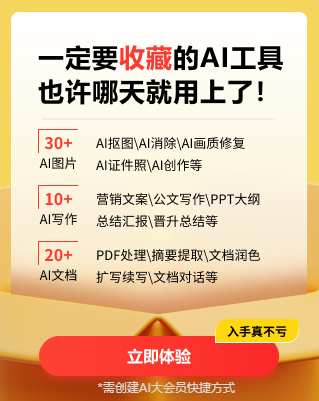 一定要收藏的AI工具
也许哪天就用上了！
30+
AI图片
AI抠图\AI消除\AI画质修复
AI证件照\AI创作等
10+
AI写作
营销文案\公文写作\PPT大纲
总结汇报\晋升总结等
20+
AI文档
PDF处理\摘要提取\文档润色
扩写续写\文档对话等
入手真不亏
立即体验
*需创建AI大会员快捷方式